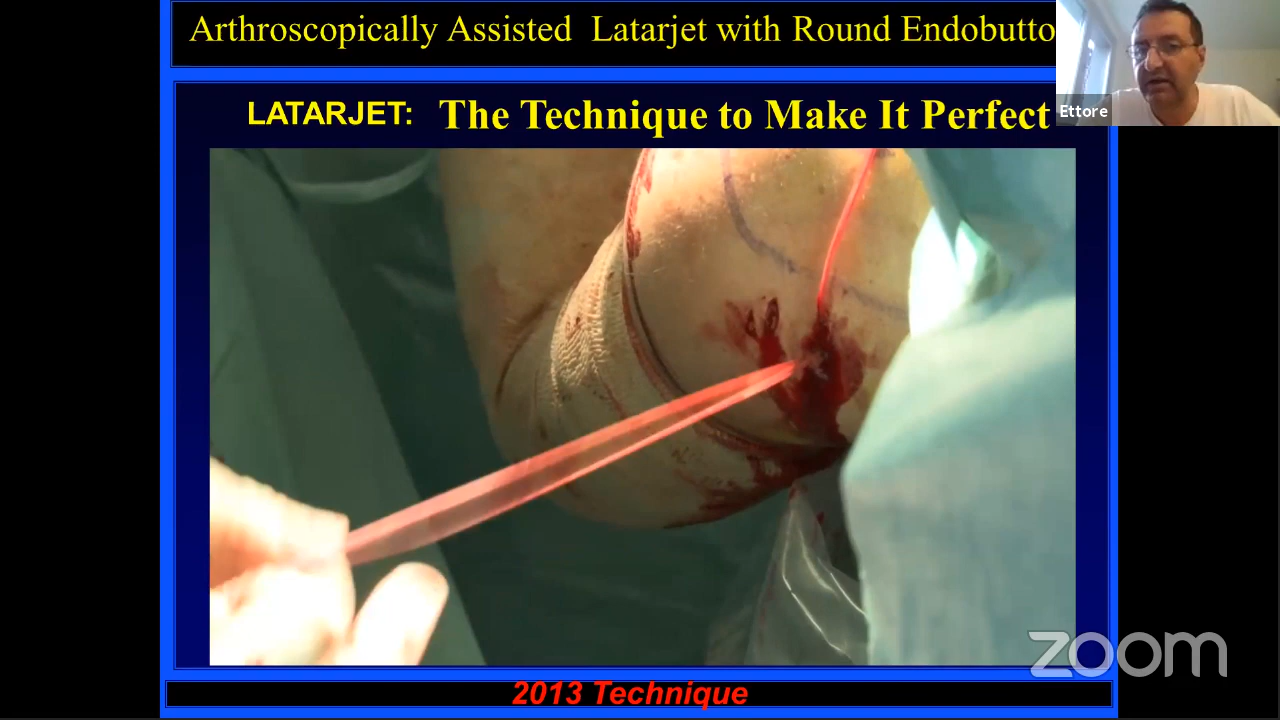 Arthroscopically Assisted Latarjet with Round Endobutto
Ettore
LATARJET: The Technique to Make It Perfect
zoom
2013 Technique